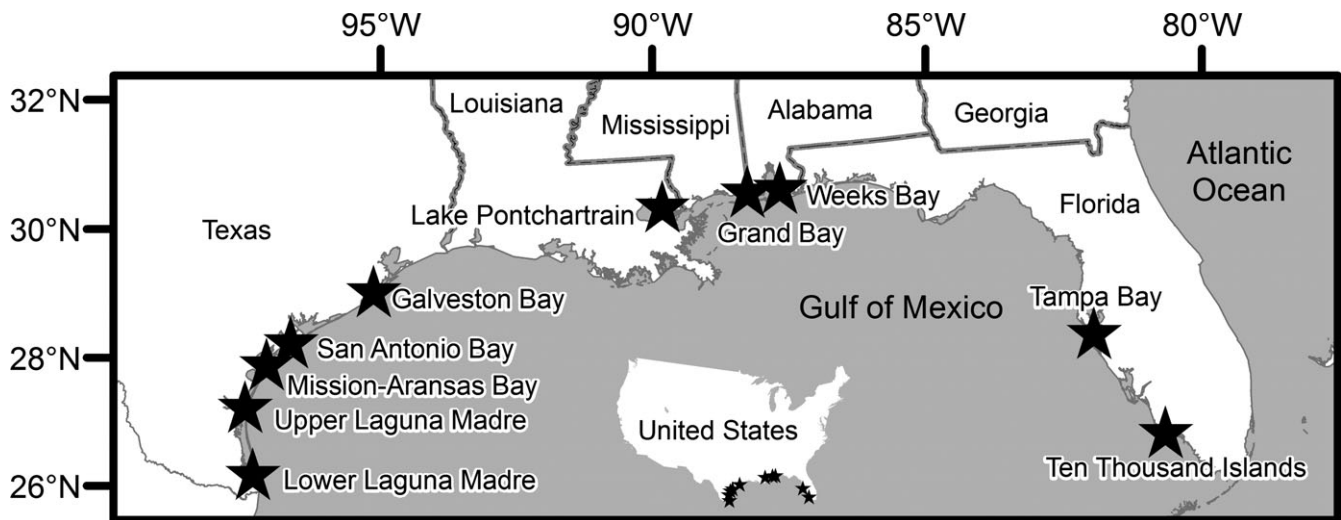 95°W
90°W
85°W
80°W
32°N
Louisiana
Mississippi
Alabama
Georgia
Atlantic
Ocean
30°N
Texas
Lake Pontchartrain
Weeks Bay
Grand Bay
Florida
Galveston Bay
Gulf of Mexico
Tampa Bay
28°N
San Antonio Bay
Mission-Aransas Bay
Upper Laguna Madre
United States
Ten Thousand Islands
26°N
Lower Laguna Madre